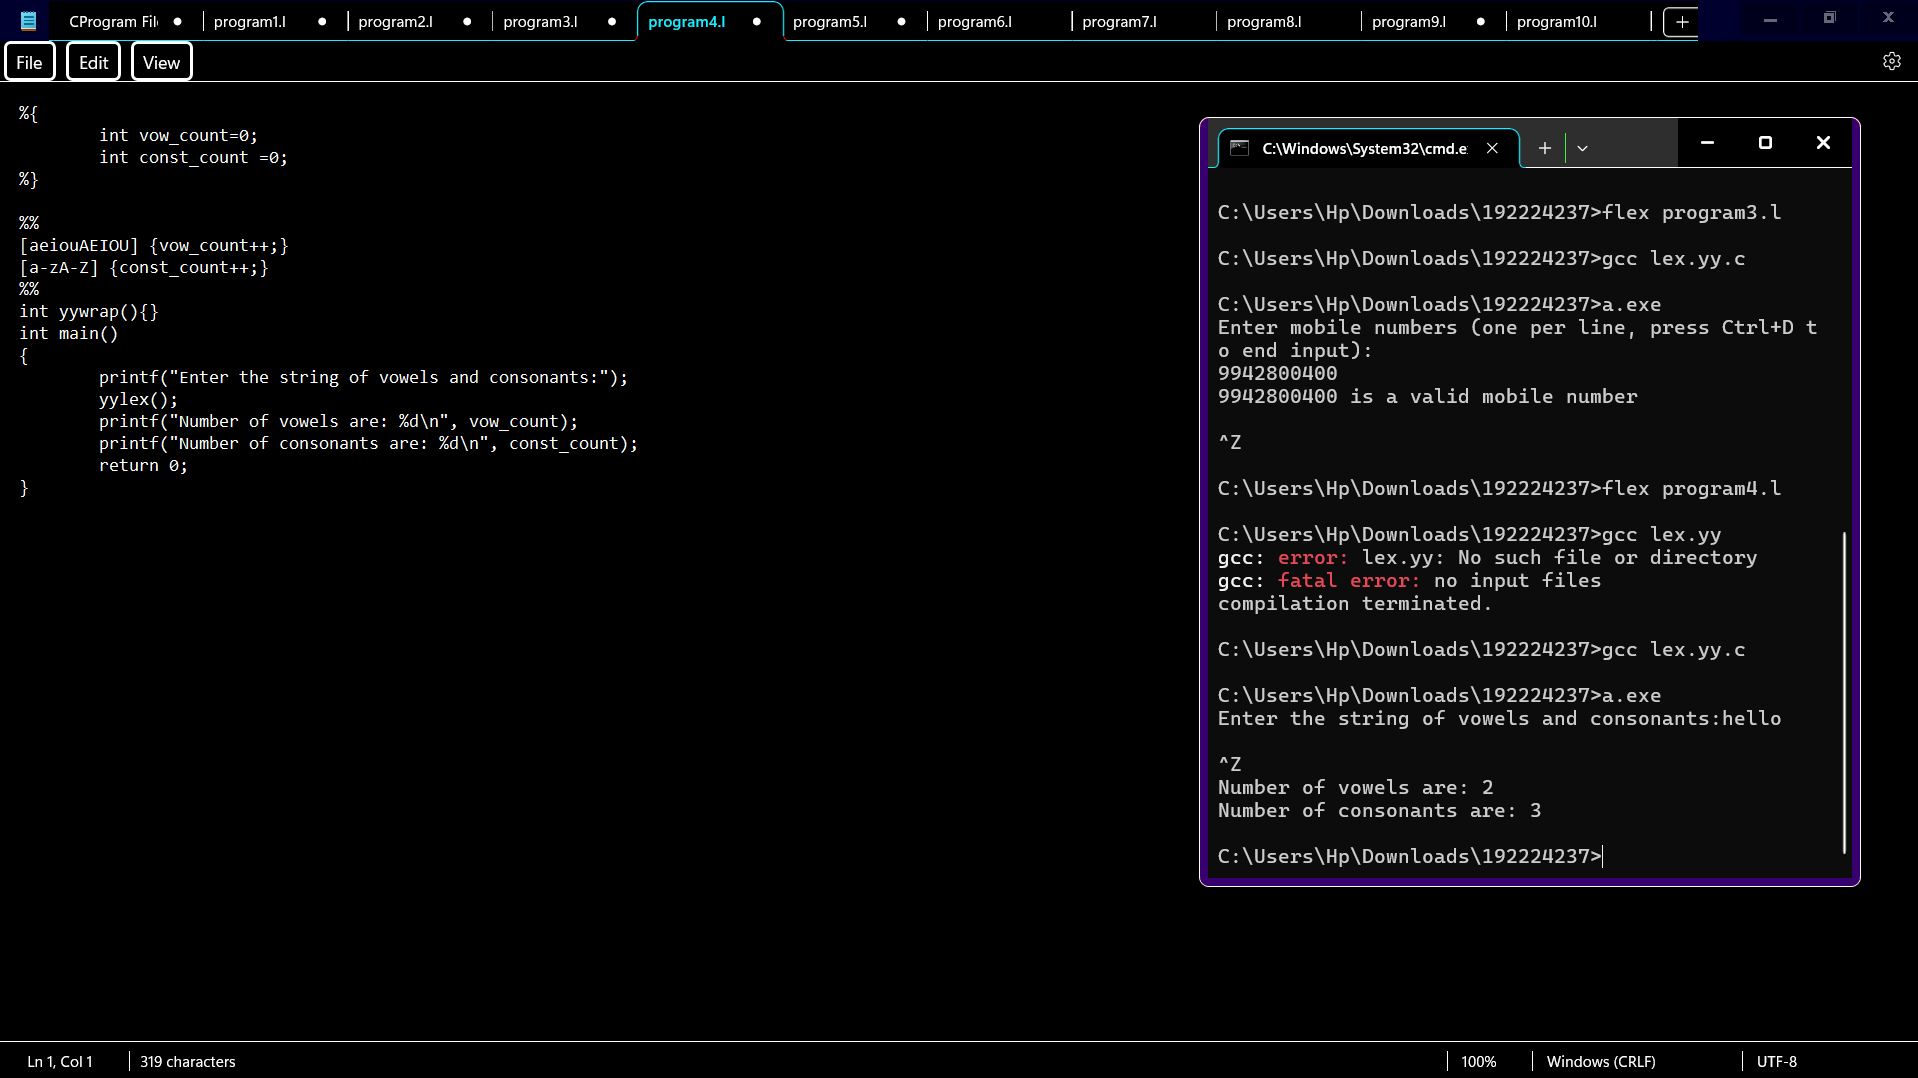 CProgram Fil
program1.l
program2.l
program3.l
program4.l
program5.l
program6.l
program7.l
program8.l
program9.l
program10.l
File
Edit
View
%{
int vow_count=0;
int const_count =0;
%}
%%
[aeiouAEIOU] {vow_count++;}
[a-zA-Z] {const_count++;}
%%
int yywrap(){}
int main()
{
printf("Enter the string of vowels and consonants:");
yylex();
printf("Number of vowels are: %d\n", vow_count);
printf("Number of consonants are: %d\n", const_count);
return 0;
}
C:\Windows\System32\cmd.e
C:\Users\Hp\Downloads\192224237>flex program3.l
C:\Users\Hp\Downloads\192224237>gcc lex.yy.c
C:\Users\Hp\Downloads\192224237>a.exe
Enter mobile numbers (one per line, press Ctrl+D t
o end input):
9942800400
9942800400 is a valid mobile number
^Z
C:\Users\Hp\Downloads\192224237>flex program4.l
C:\Users\Hp\Downloads\192224237>gcc lex.yy
gcc: error: lex.yy: No such file or directory
gcc: fatal error: no input files
compilation terminated.
C:\Users\Hp\Downloads\192224237>gcc lex.yy.c
C:\Users\Hp\Downloads\192224237>a.exe
Enter the string of vowels and consonants:hello
^Z
Number of vowels are: 2
Number of consonants are: 3
C:\Users\Hp\Downloads\192224237>
Ln 1, Col 1
319 characters
100%
Windows (CRLF)
UTF-8